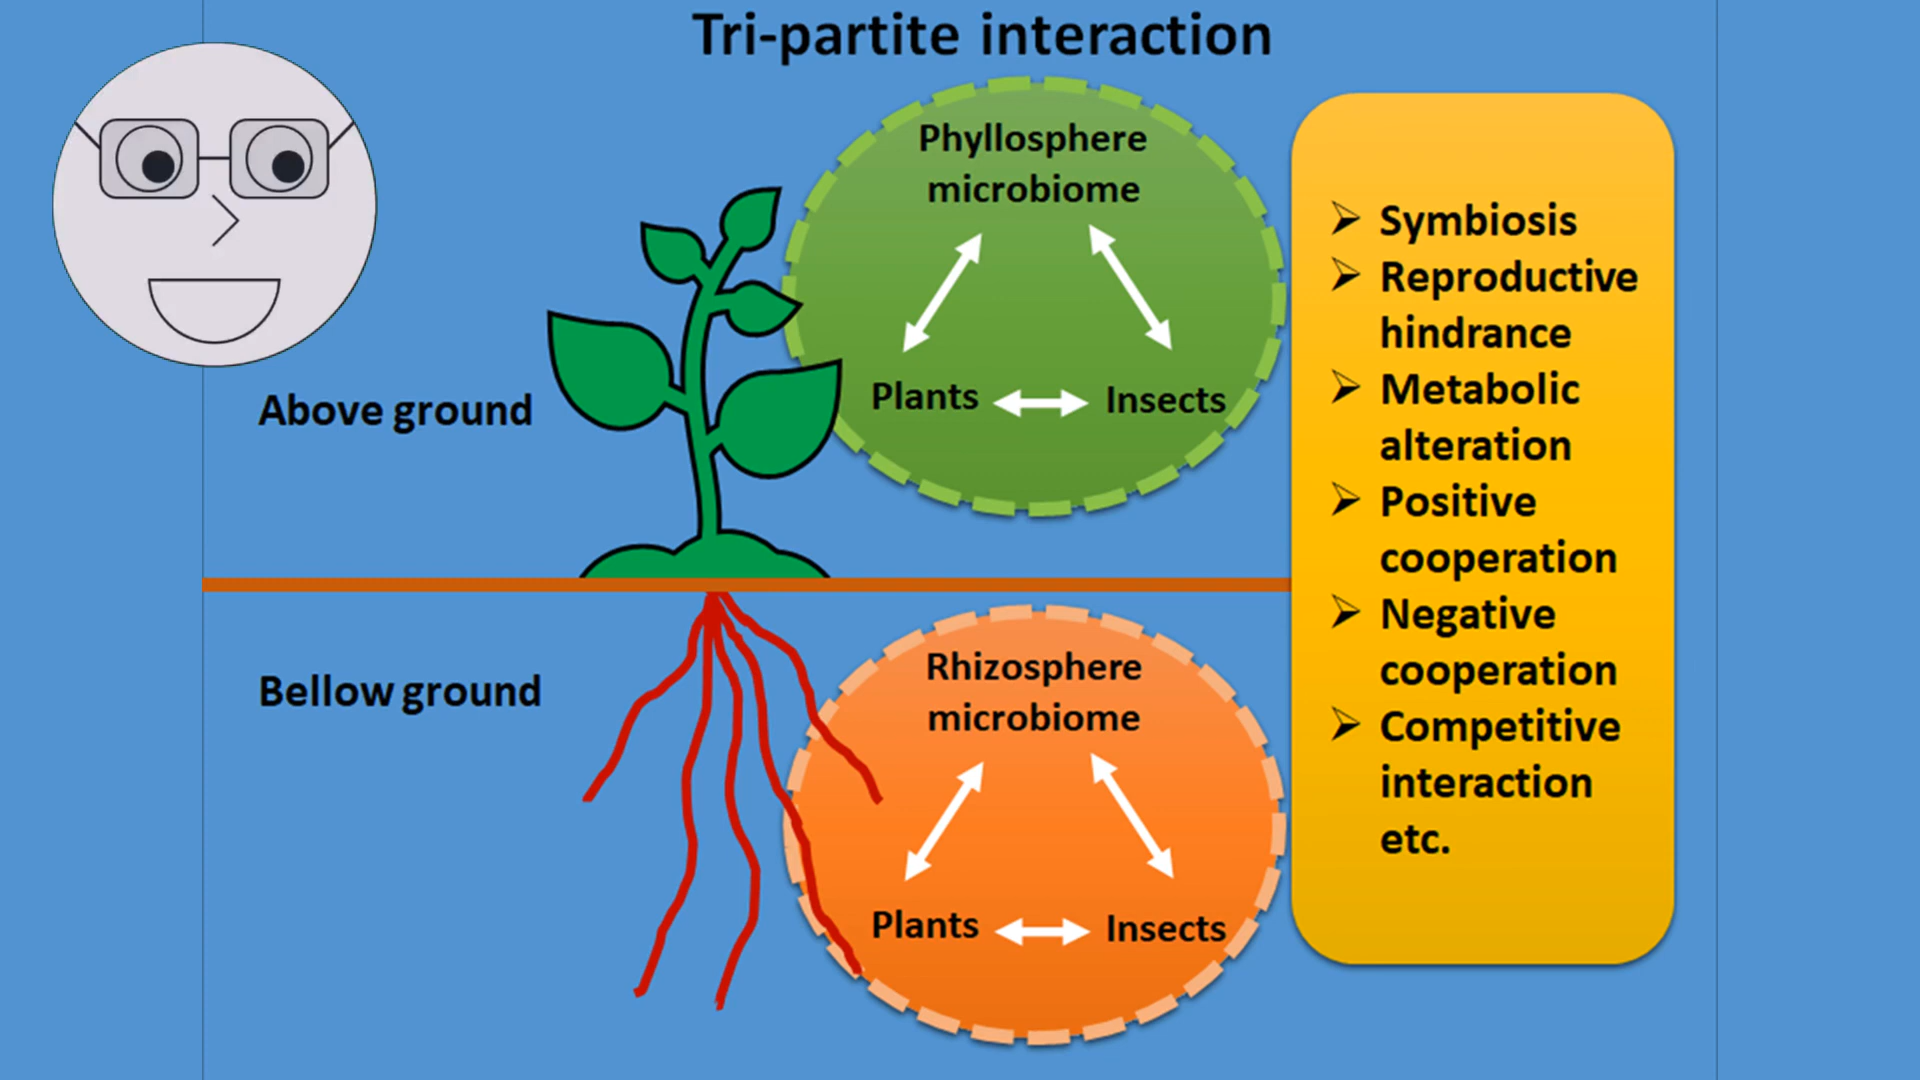 Tri-partite interaction
Phyllosphere
microbiome
Plants
Insects
Above ground
Bellow ground
Rhizosphere
microbiome
Plants
Insects
Symbiosis
Reproductive
hindrance
Metabolic
alteration
Positive
cooperation
Negative
cooperation
Competitive
interaction
etc.